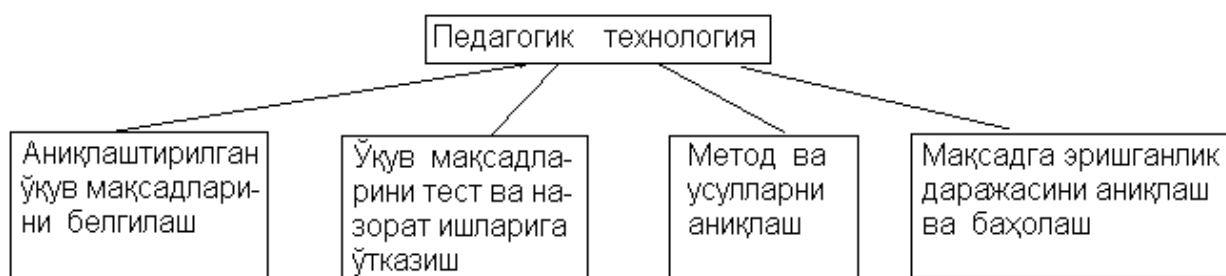 Педагогик технология
Аниқлаштирилган
ўқув мақсадлари-
ни белгилаш
Ўқув мақсадла-
рини тест ва на-
зорат ишларига
ўтказиш
Метод ва
усулларни
аниқлаш
Мақсадга эришганлик
даражасини аниқлаш
ва баҳолаш